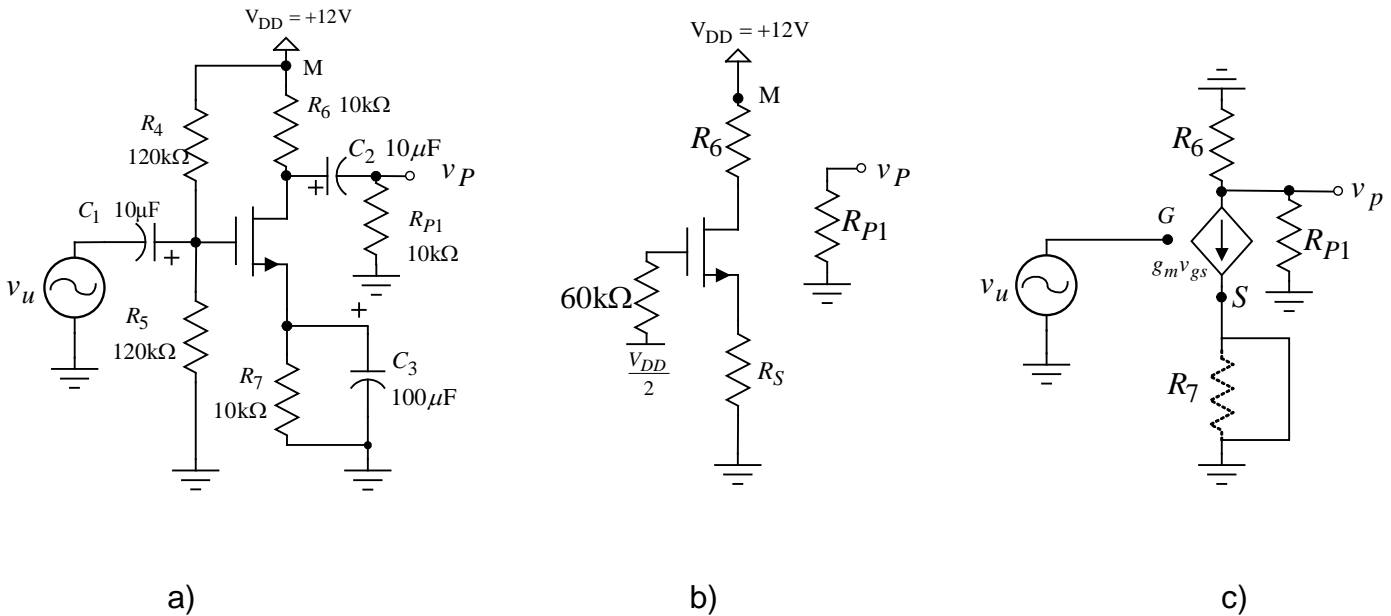 V_DD = +12V
M
R_6 10kΩ
R_4
120kΩ
C_2 10μF
v_P
+
C_1 10μF
+
R_P1
10kΩ
v_u
R_5
120kΩ
+
R_7
10kΩ
C_3
100μF
a)
V_DD = +12V
M
R_6
v_P
R_P1
60kΩ
V_DD
2
R_S
b)
R_6
v_p
G
R_P1
g_m v_gs
v_u
S
R_7
c)